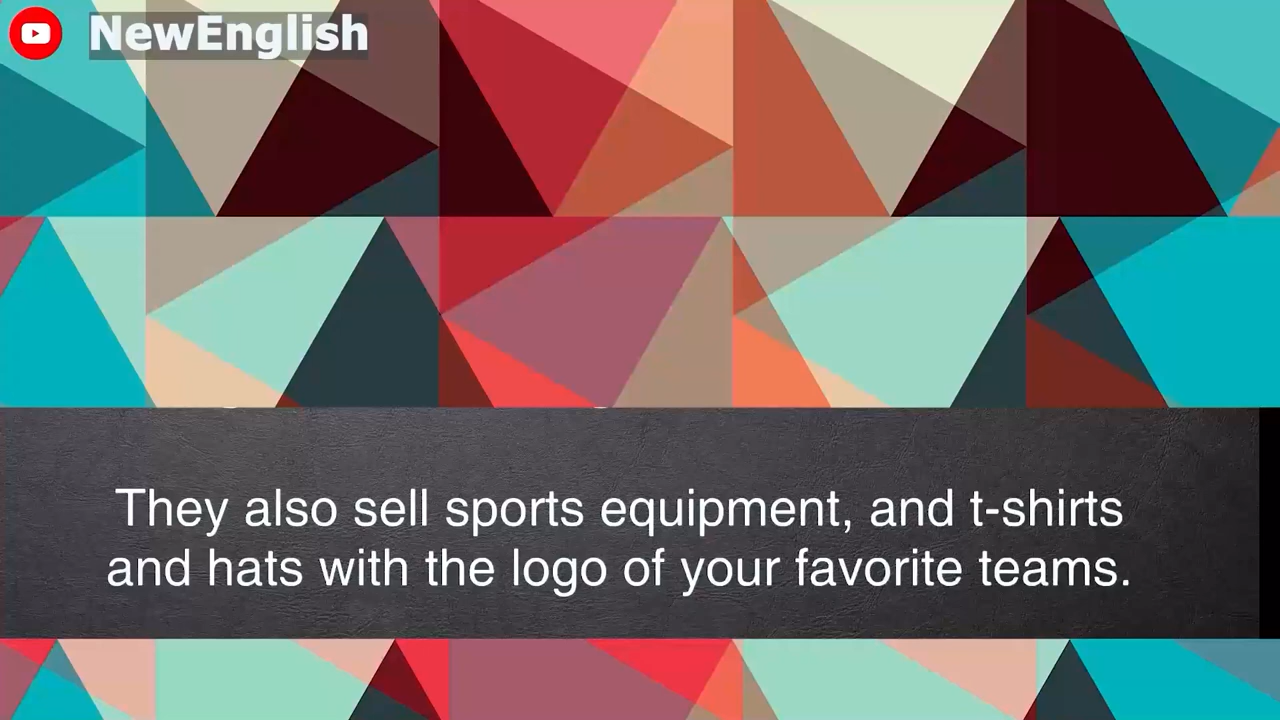 NewEnglish
They also sell sports equipment, and t-shirts
and hats with the logo of your favorite teams.